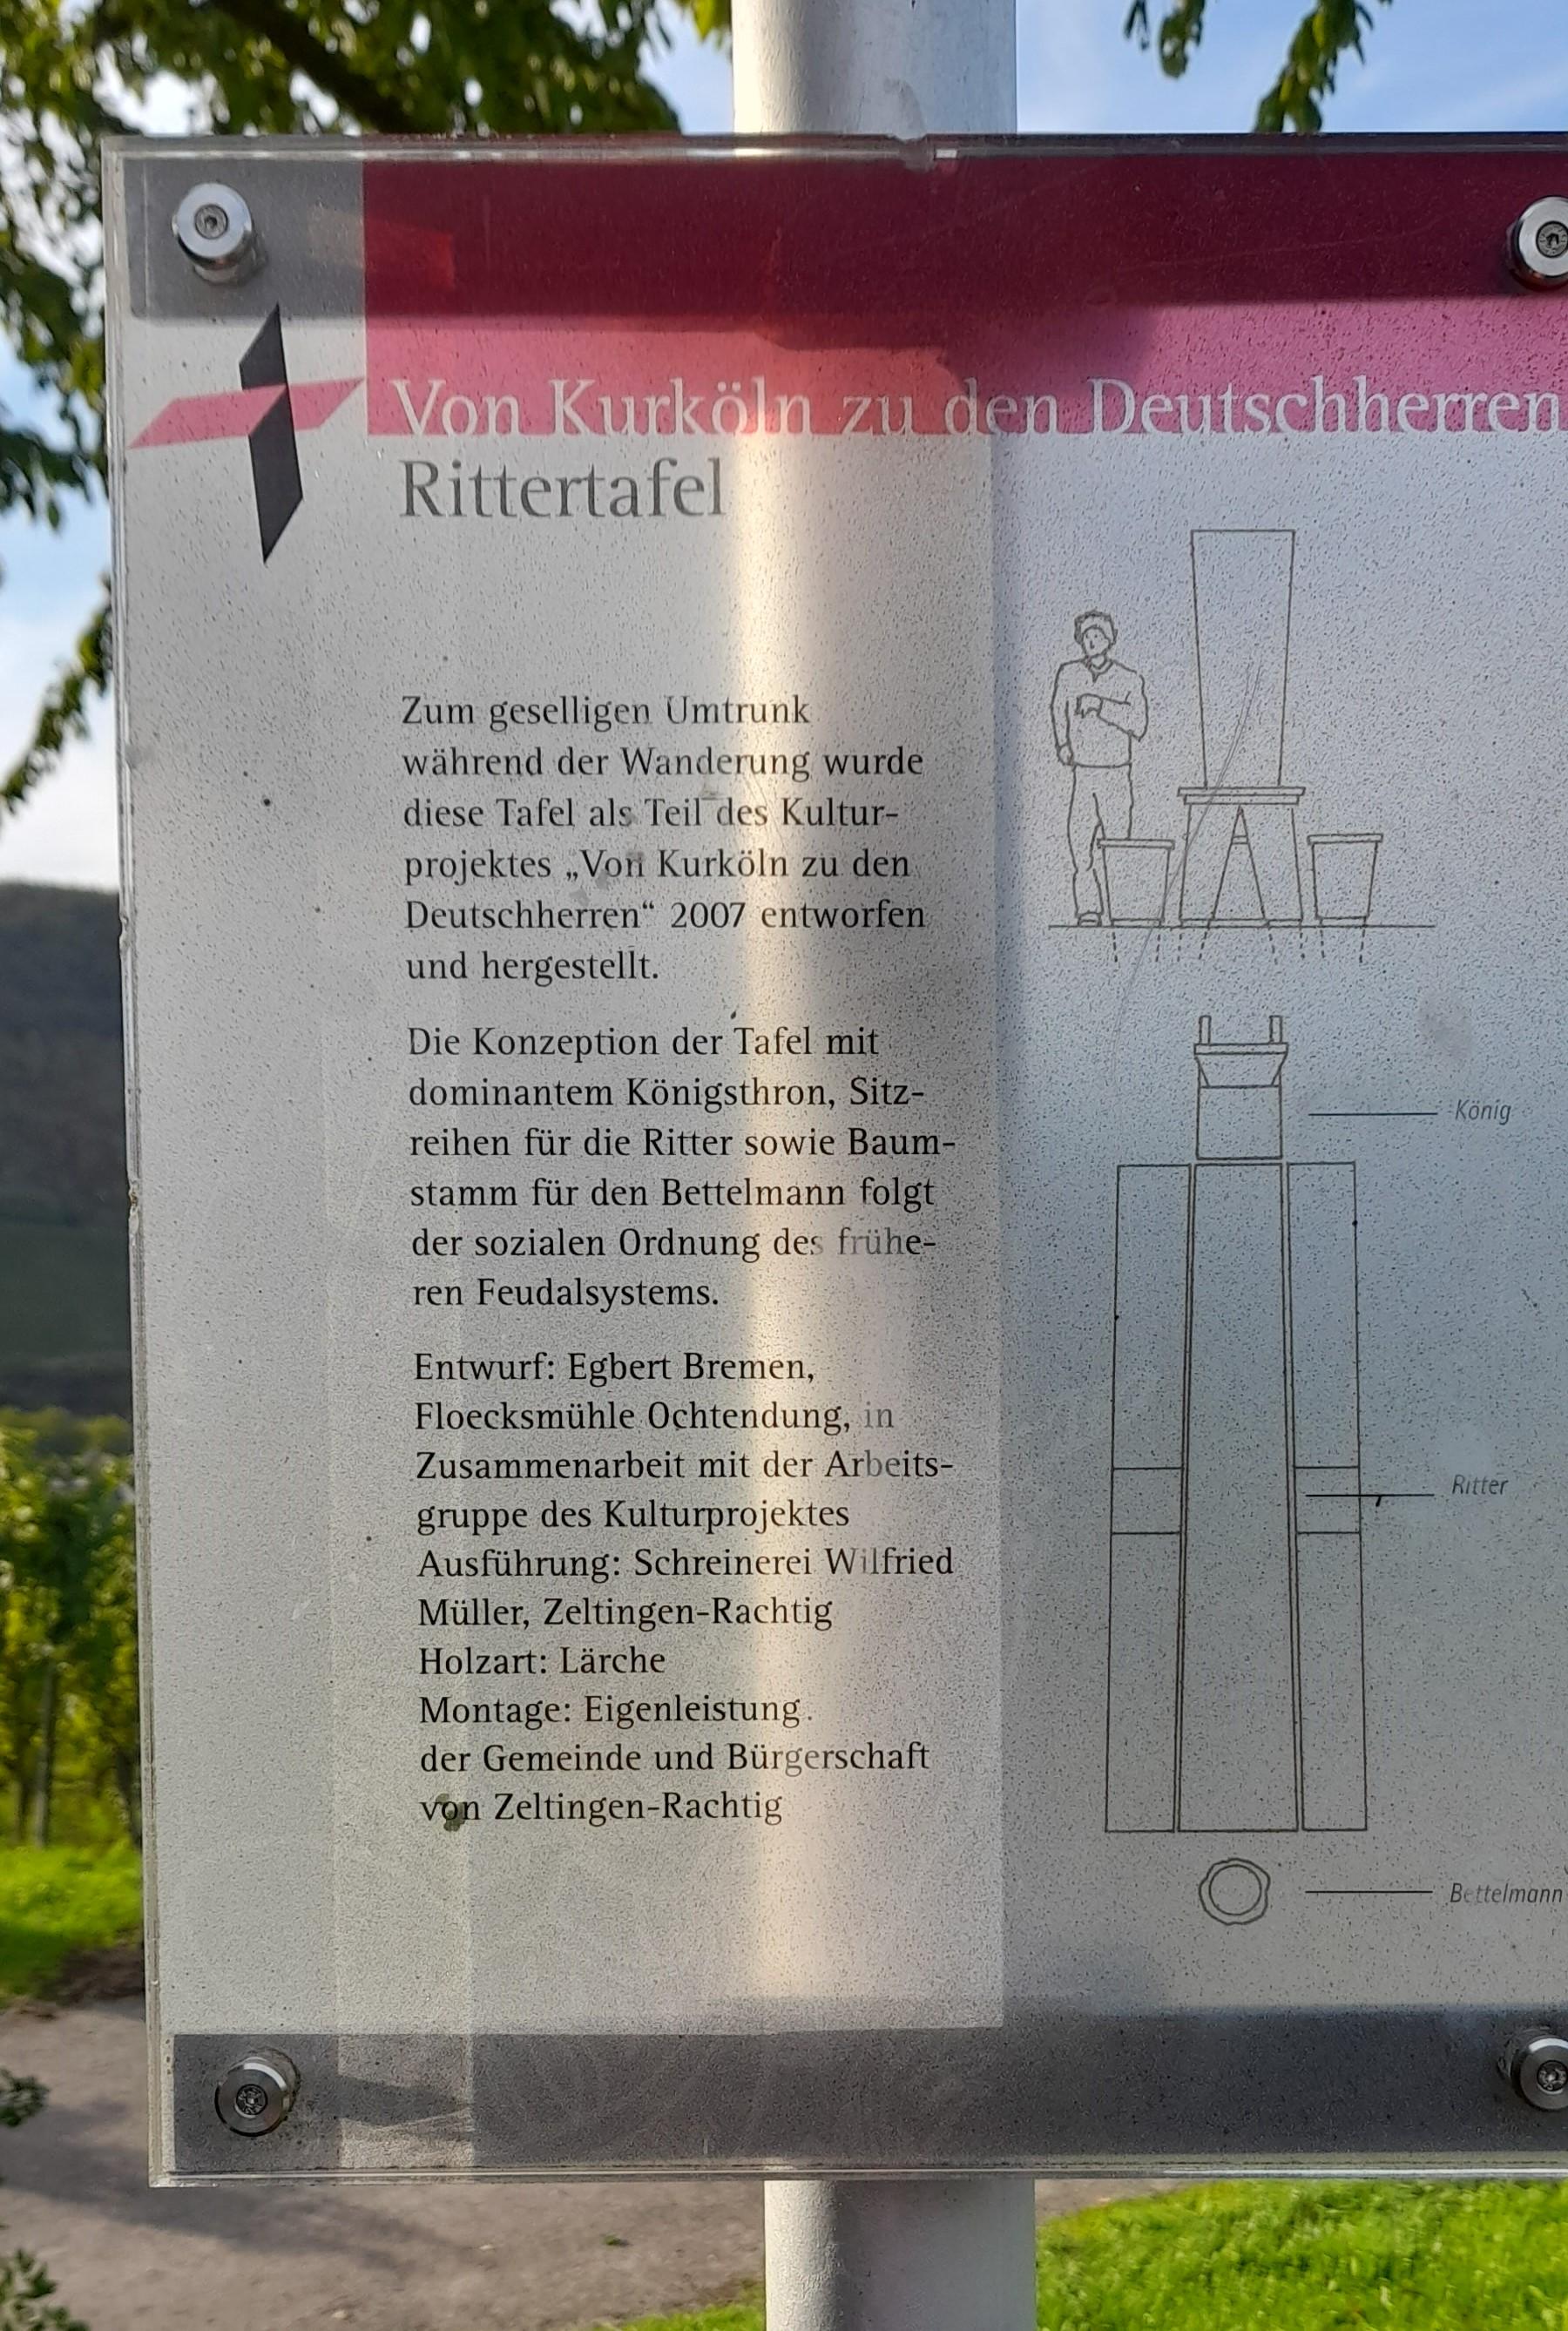 Von Kurköln zu den Deutschherren
Rittertafel
Zum geselligen Umtrunk
während der Wanderung wurde
diese Tafel als Teil des Kultur-
projektes „Von Kurköln zu den
Deutschherren“ 2007 entworfen
und hergestellt.
Die Konzeption der Tafel mit
dominantem Königsthron, Sitz-
reihen für die Ritter sowie Baum-
stamm für den Bettelmann folgt
der sozialen Ordnung des frühe-
ren Feudalsystems.
Entwurf: Egbert Bremen,
Floecksmühle Ochtendung, in
Zusammenarbeit mit der Arbeits-
gruppe des Kulturprojektes
Ausführung: Schreinerei Wilfried
Müller, Zeltingen-Rachtig
Holzart: Lärche
Montage: Eigenleistung
der Gemeinde und Bürgerschaft
von Zeltingen-Rachtig
König
Ritter
Bettelmann